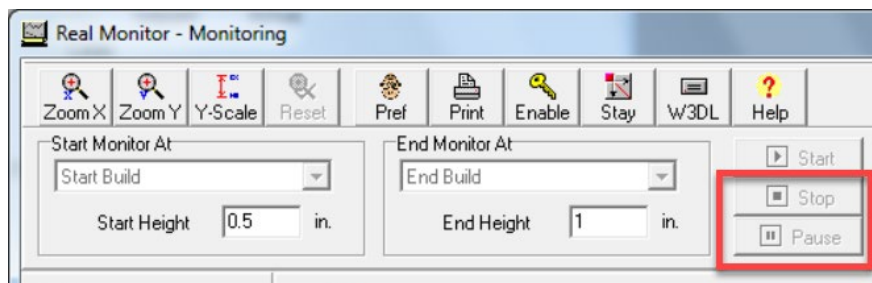 Real Monitor - Monitoring
Zoom X Zoom Y Y-Scale Reset Pref Print Enable Stay W3DL Help
Start Monitor At
Start Build
Start Height 0.5 in.
End Monitor At
End Build
End Height 1 in.
Start
Stop
Pause